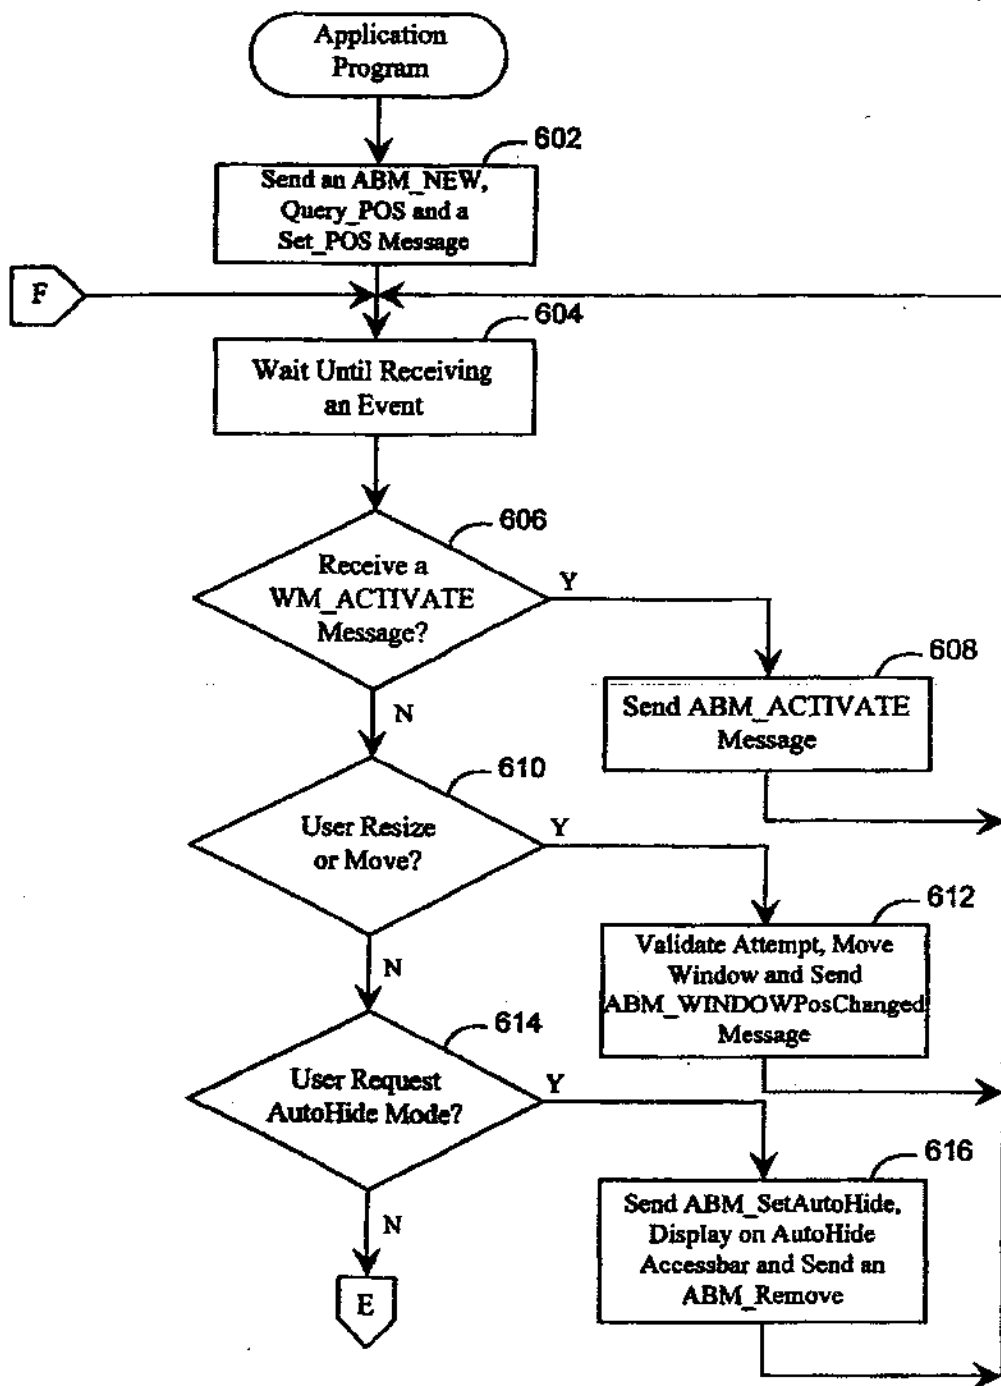 Application
Program
602
Send an ABM_NEW,
Query_POS and a
Set_POS Message
F
604
Wait Until Receiving
an Event
606
Receive a
WM_ACTIVATE
Message?
Y
N
608
Send ABM_ACTIVATE
Message
610
User Resize
or Move?
Y
N
612
Validate Attempt, Move
Window and Send
ABM_WINDOWPosChanged
Message
614
User Request
AutoHide Mode?
Y
N
616
Send ABM_SetAutoHide,
Display on AutoHide
Accessbar and Send an
ABM_Remove
E